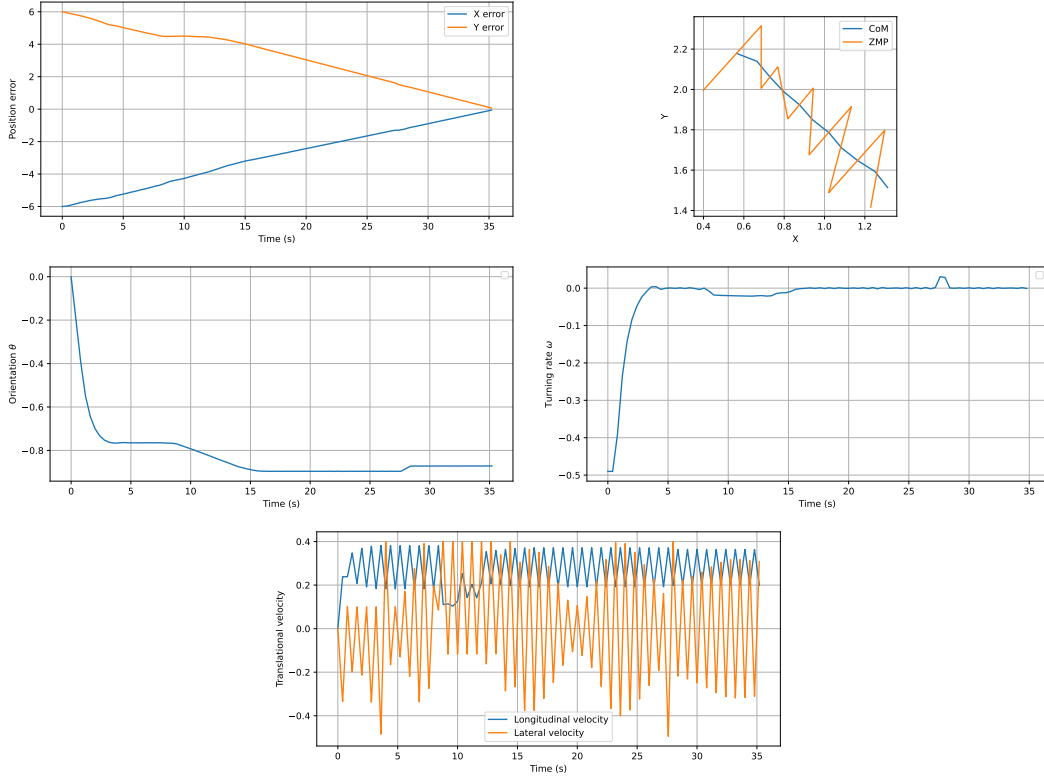 6
4
2
0
−2
−4
−6
Position error
X error
Y error
0 5 10 15 20 25 30 35
Time (s)
2.2
2.0
1.8
1.6
1.4
Y
CoM
ZMP
0.4 0.6 0.8 1.0 1.2
X
0.0
−0.2
−0.4
−0.6
−0.8
Orientation θ
0 5 10 15 20 25 30 35
Time (s)
0.0
−0.1
−0.2
−0.3
−0.4
−0.5
Turning rate ω
0 5 10 15 20 25 30 35
Time (s)
0.4
0.2
0.0
−0.2
−0.4
Translational velocity
Longitudinal velocity
Lateral velocity
0 5 10 15 20 25 30 35
Time (s)